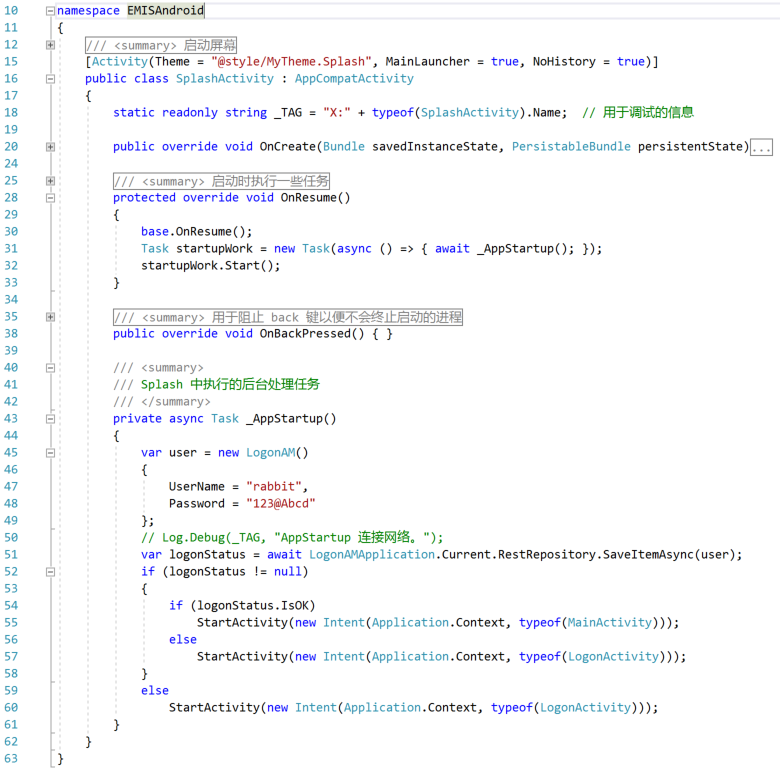 10 namespace EMISAndroid
11 {
12 /// <summary> 启动屏幕
15 [Activity(Theme = "@style/MyTheme.Splash", MainLauncher = true, NoHistory = true)]
16 public class SplashActivity : AppCompatActivity
17 {
18 static readonly string _TAG = "X:" + typeof(SplashActivity).Name; // 用于调试的信息
19
20 public override void OnCreate(Bundle savedInstanceState, PersistableBundle persistentState)...
24
25 /// <summary> 启动时执行一些任务
28 protected override void OnResume()
29 {
30 base.OnResume();
31 Task startupWork = new Task(async () => { await _AppStartup(); });
32 startupWork.Start();
33 }
34
35 /// <summary> 用于阻止 back 键以便不会终止启动的进程
38 public override void OnBackPressed() { }
39
40 /// <summary>
41 /// Splash 中执行的后台处理任务
42 /// </summary>
43 private async Task _AppStartup()
44 {
45 var user = new LogonAM()
46 {
47 UserName = "rabbit",
48 Password = "123@Abcd"
49 };
50 // Log.Debug(_TAG, "AppStartup 连接网络。");
51 var logonStatus = await LogonAMApplication.Current.RestRepository.SaveItemAsync(user);
52 if (logonStatus != null)
53 {
54 if (logonStatus.IsOK)
55 StartActivity(new Intent(Application.Context, typeof(MainActivity)));
56 else
57 StartActivity(new Intent(Application.Context, typeof(LogonActivity)));
58 }
59 else
60 StartActivity(new Intent(Application.Context, typeof(LogonActivity)));
61 }
62 }
63 }